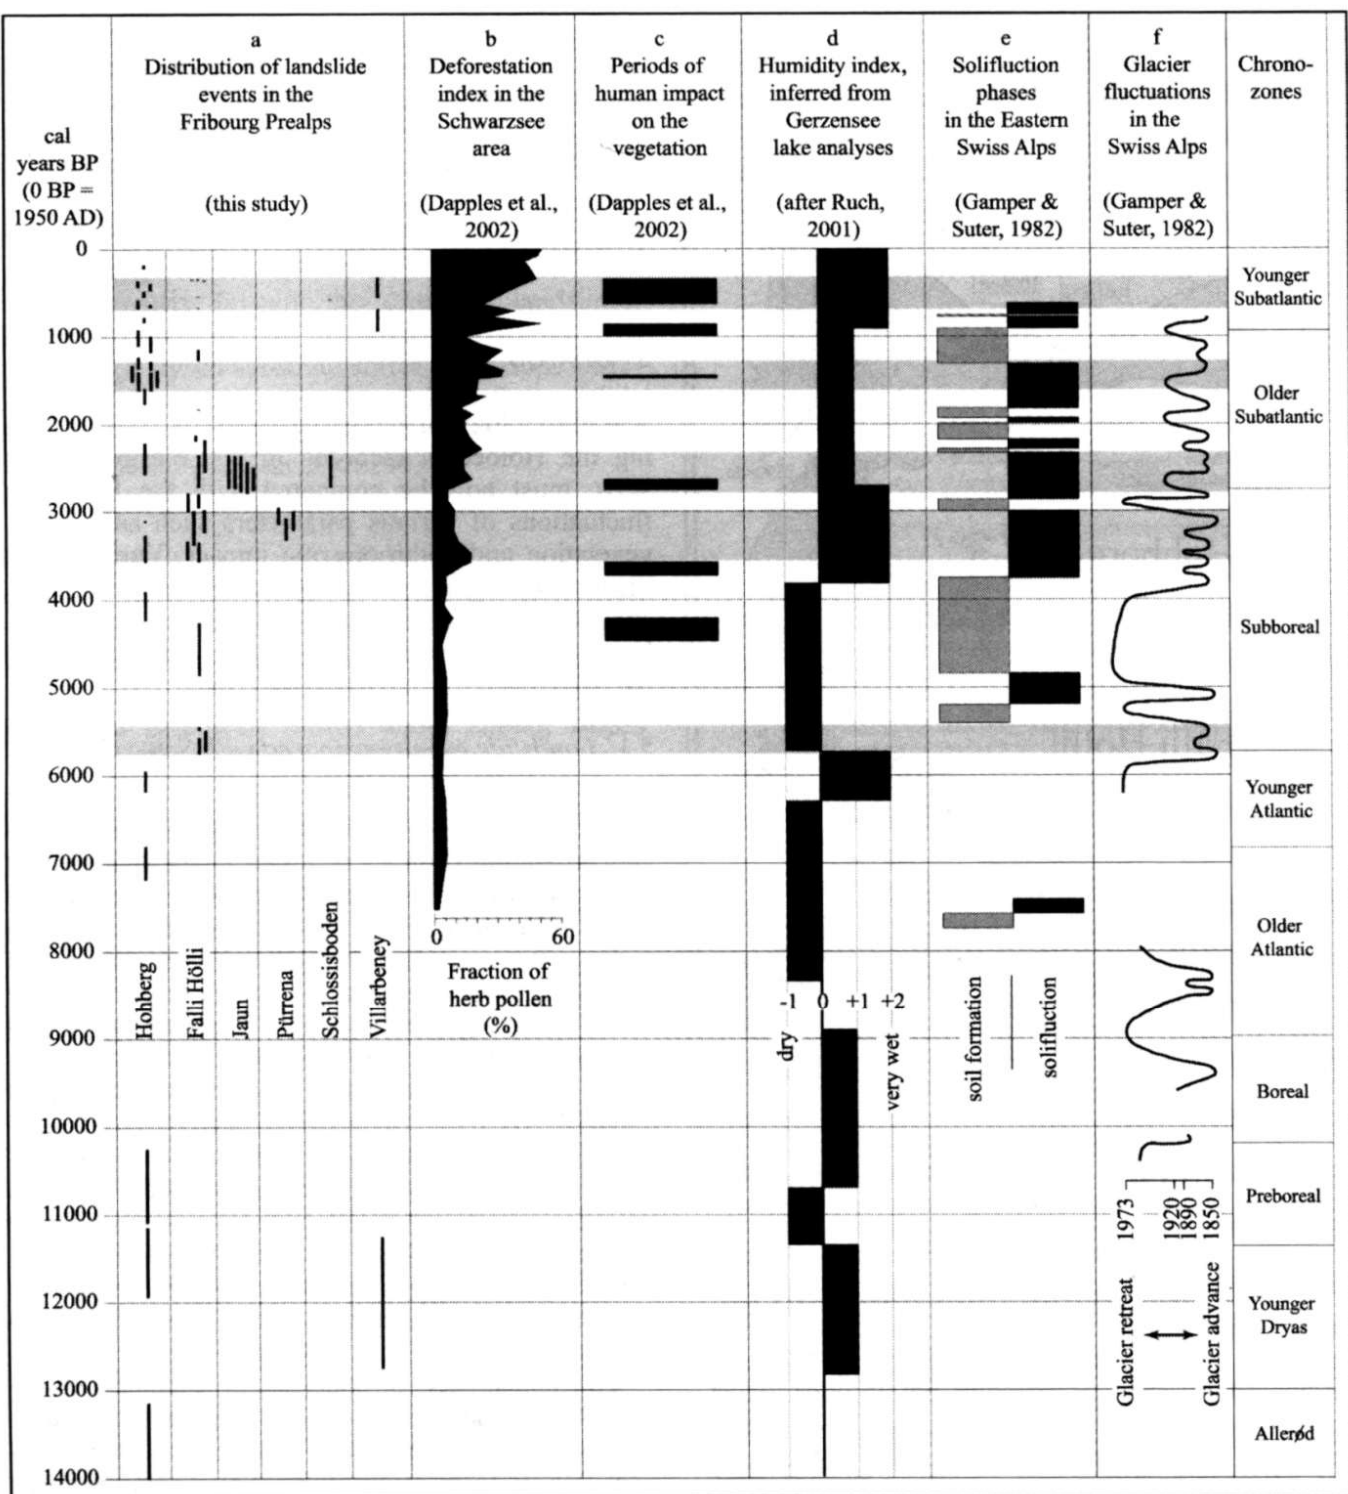 cal
years BP
(0 BP =
1950 AD)
a
Distribution of landslide
events in the
Fribourg Prealps
(this study)
b
Deforestation
index in the
Schwarzsee
area
(Dapples et al.,
2002)
c
Periods of
human impact
on the
vegetation
(Dapples et al.,
2002)
d
Humidity index,
inferred from
Gerzensee
lake analyses
(after Ruch,
2001)
e
Solifluction
phases
in the Eastern
Swiss Alps
(Gamper &
Suter, 1982)
f
Glacier
fluctuations
in the
Swiss Alps
(Gamper &
Suter, 1982)
Chrono-
zones
0
1000
2000
3000
4000
5000
6000
7000
8000
9000
10000
11000
12000
13000
14000
Hohberg
Falli Hölli
Jaun
Pürrena
Schlossisboden
Villarbeney
0 60
Fraction of
herb pollen
(%)
-1 0 +1 +2
dry
very wet
soil formation
solifluction
1973
1920
1890
1850
Glacier retreat
Glacier advance
Younger
Subatlantic
Older
Subatlantic
Subboreal
Younger
Atlantic
Older
Atlantic
Boreal
Preboreal
Younger
Dryas
Allerød